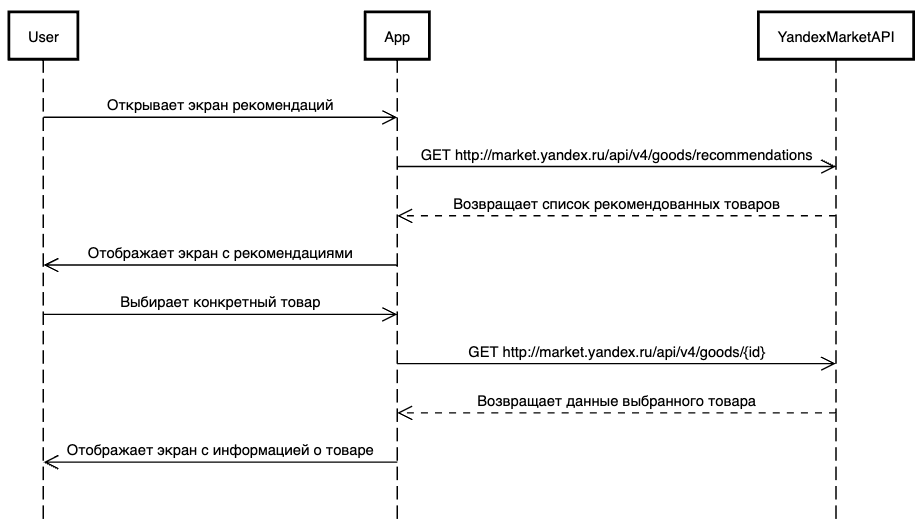 User
App
YandexMarketAPI
Открывает экран рекомендаций
GET http://market.yandex.ru/api/v4/goods/recommendations
Возвращает список рекомендованных товаров
Отображает экран с рекомендациями
Выбирает конкретный товар
GET http://market.yandex.ru/api/v4/goods/{id}
Возвращает данные выбранного товара
Отображает экран с информацией о товаре